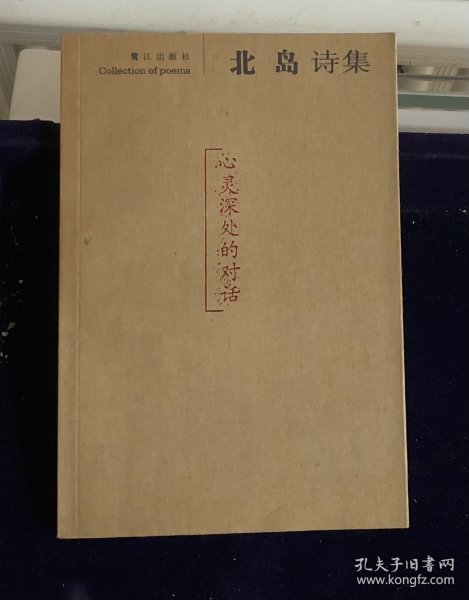 鹭江出版社
Collection of poems
北岛诗集
心灵深处的对话
孔夫子旧书网
www.kongfz.com